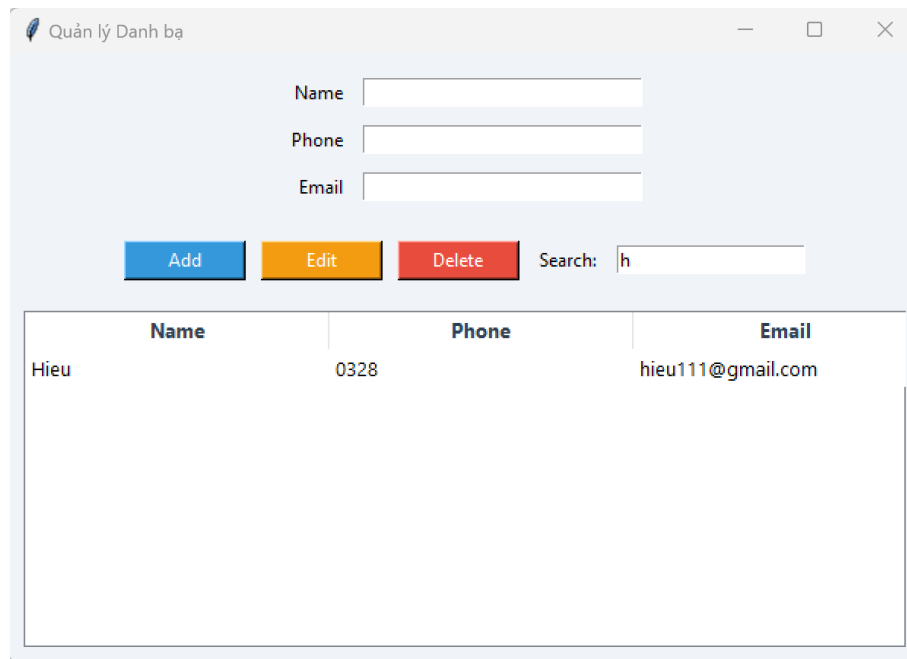 Quản lý Danh bạ
Name
Phone
Email
Add Edit Delete Search: h
Name Phone Email
Hieu 0328 hieu111@gmail.com